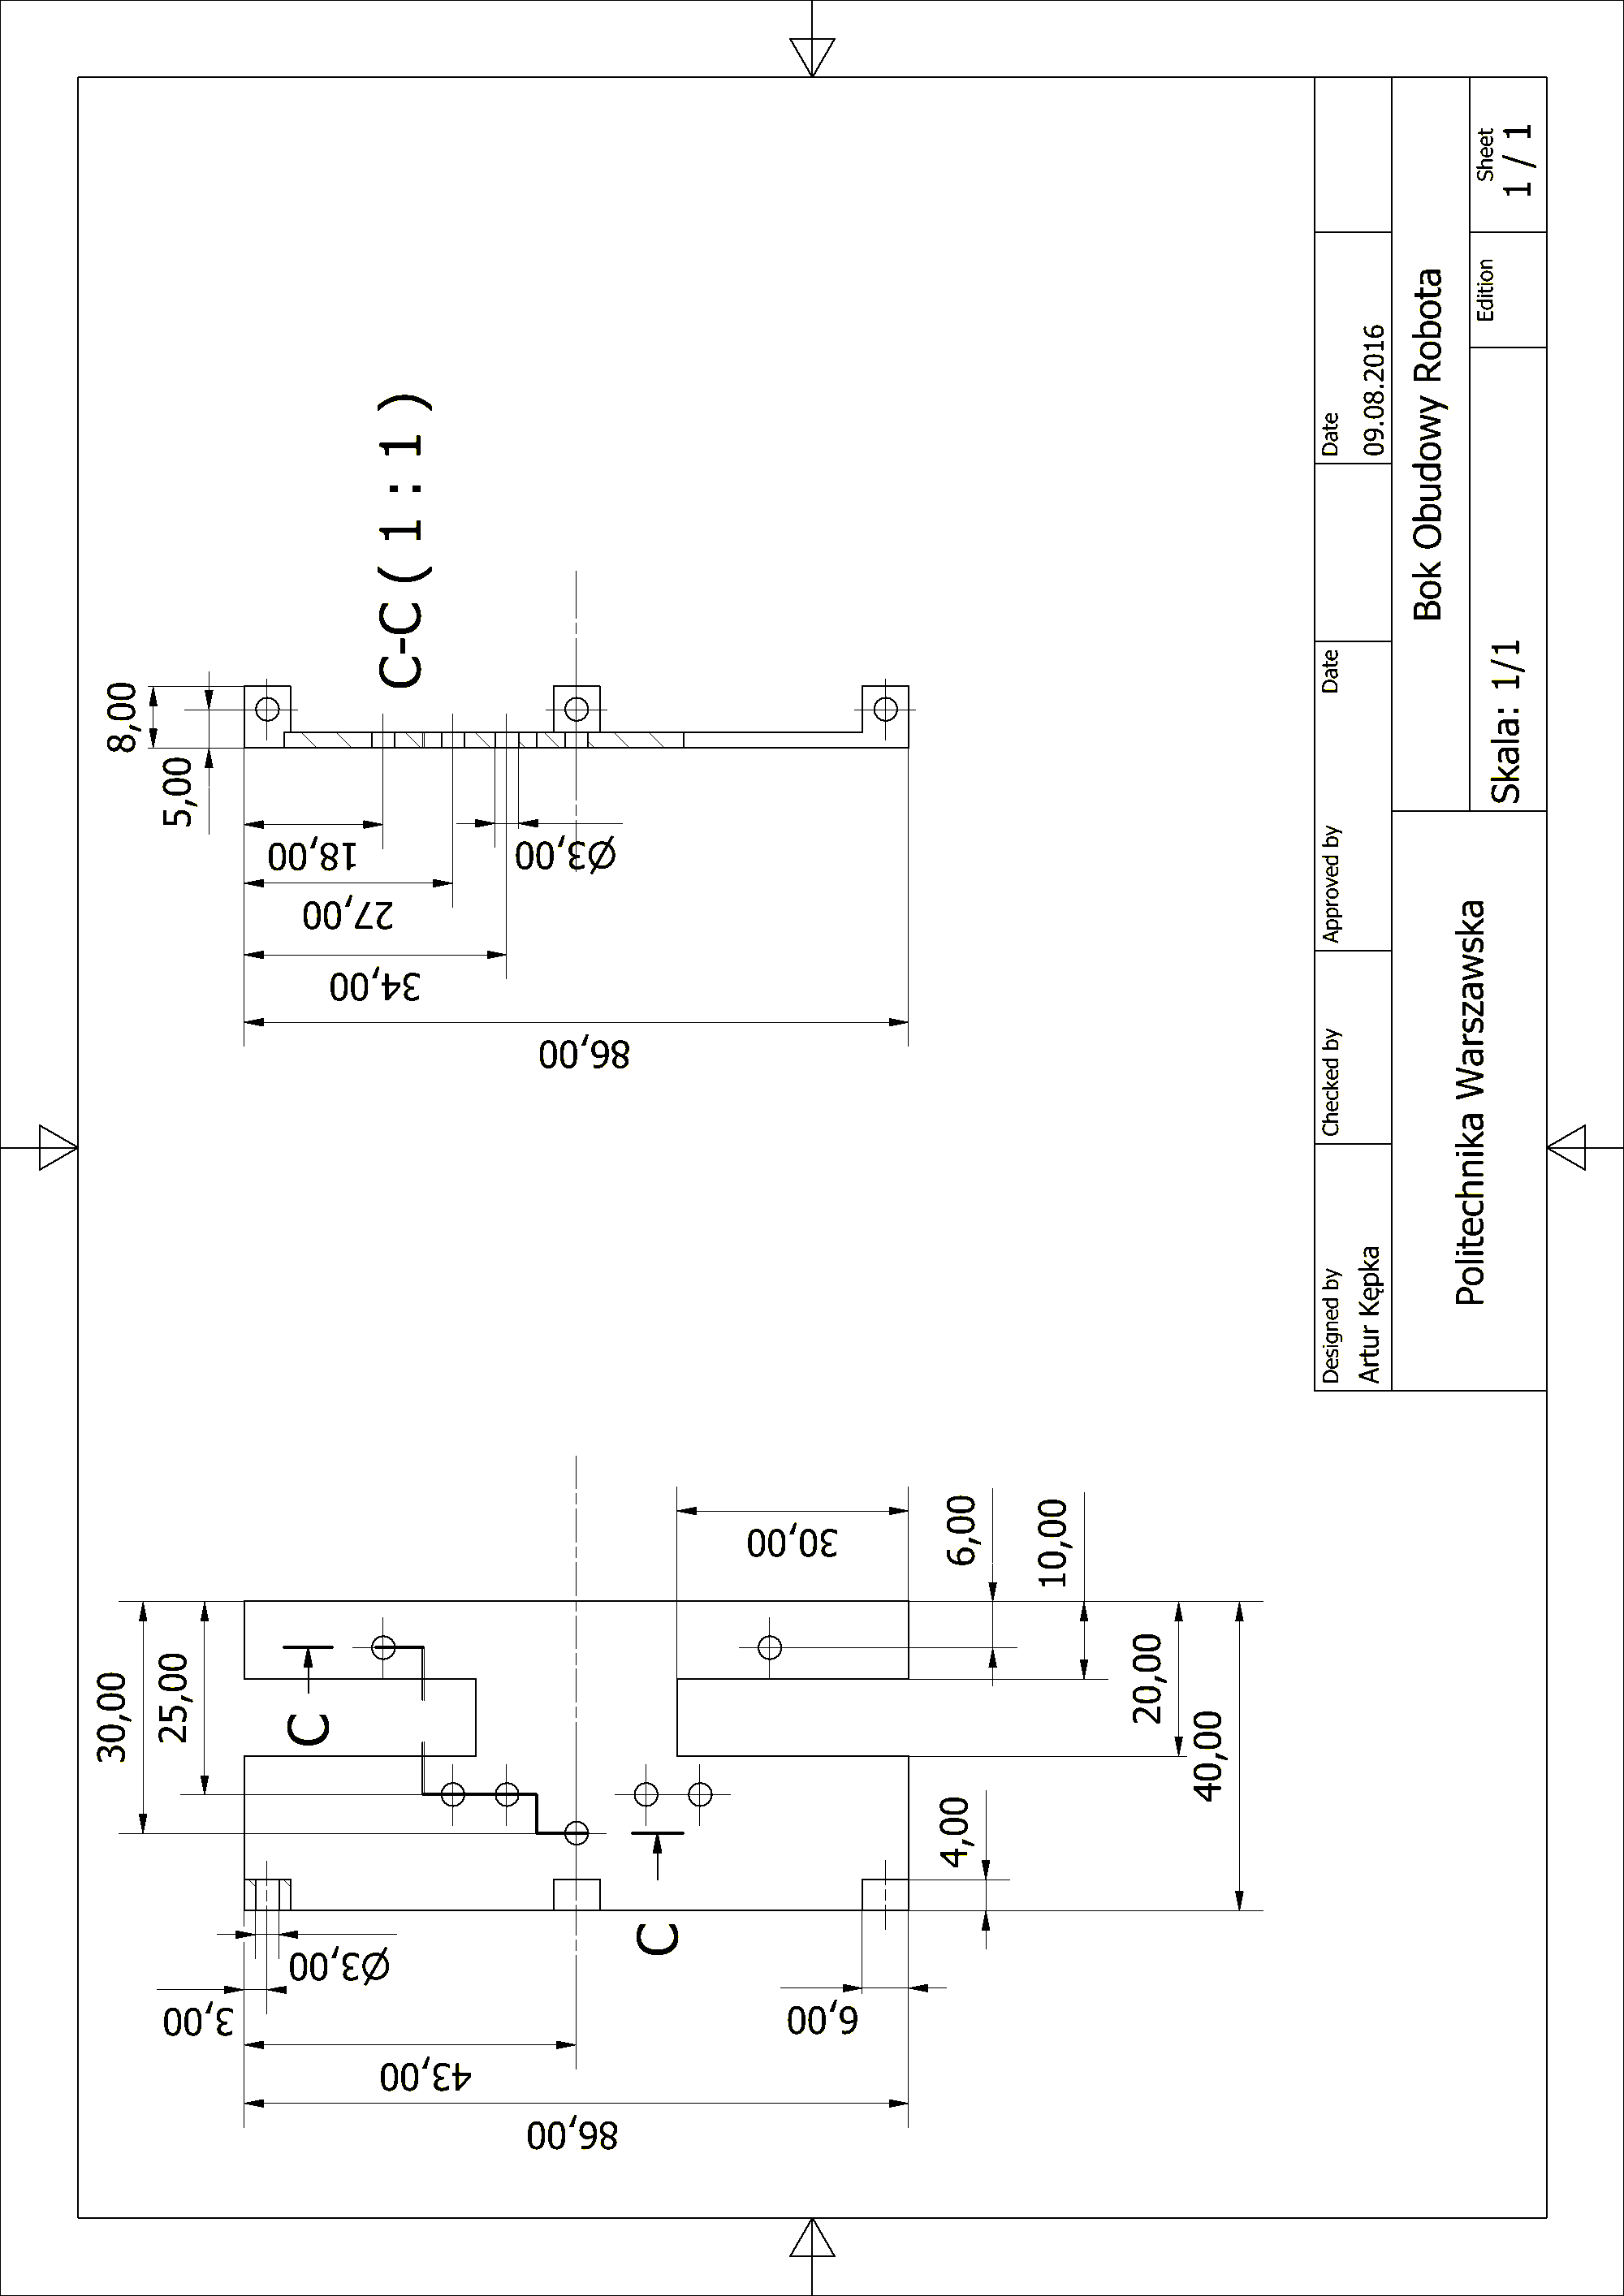 C-C ( 1 : 1 )
8,00
5,00
18,00
Ø3,00
27,00
34,00
86,00
30,00
25,00
C
C
30,00
6,00
10,00
20,00
40,00
4,00
Ø3,00
3,00
6,00
43,00
86,00
Designed by
Artur Kępka
Checked by
Approved by
Date
Date
09.08.2016
Politechnika Warszawska
Bok Obudowy Robota
Skala: 1/1
Edition
Sheet
1 / 1